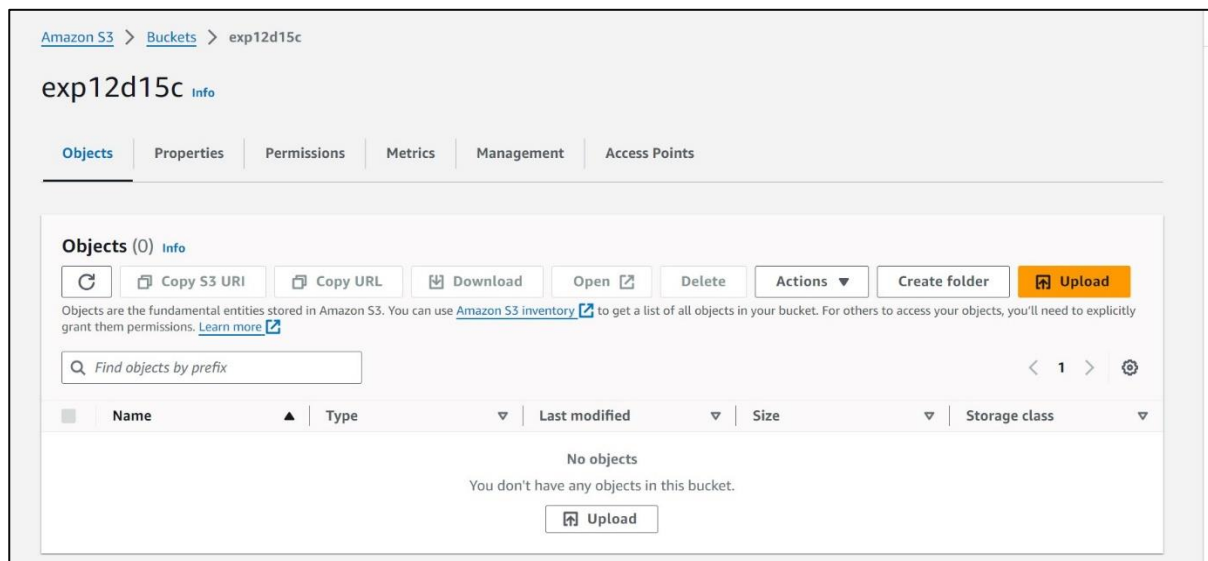 Amazon S3 > Buckets > exp12d15c
exp12d15c Info
Objects Properties Permissions Metrics Management Access Points
Objects (0) Info
Copy S3 URI Copy URL Download Open Delete Actions Create folder Upload
Objects are the fundamental entities stored in Amazon S3. You can use Amazon S3 inventory to get a list of all objects in your bucket. For others to access your objects, you'll need to explicitly
grant them permissions. Learn more
Find objects by prefix < 1 >
Name Type Last modified Size Storage class
No objects
You don't have any objects in this bucket.
Upload